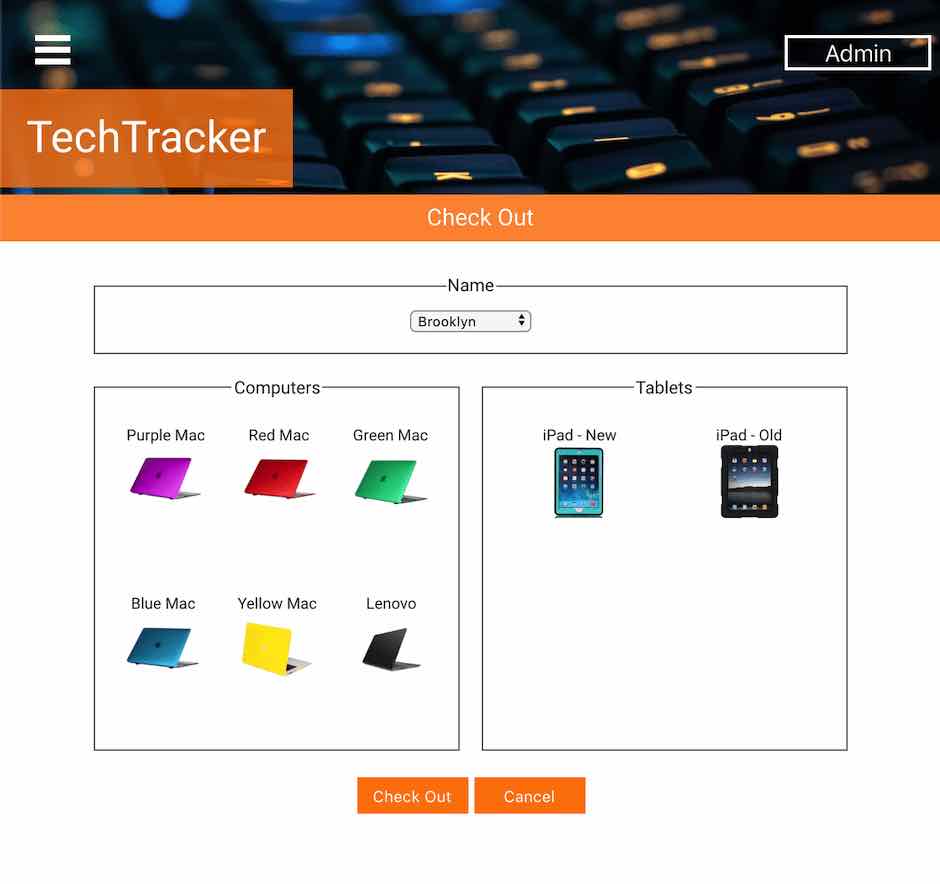 Admin
TechTracker
Check Out
Name
Brooklyn
Computers
Tablets
Purple Mac Red Mac Green Mac
iPad - New iPad - Old
Blue Mac Yellow Mac Lenovo
Check Out Cancel